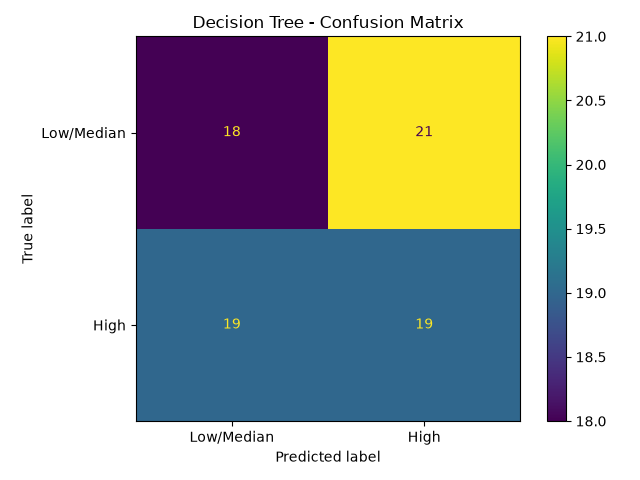 Decision Tree - Confusion Matrix
True label
Low/Median
High
18
21
19
19
Low/Median
High
Predicted label
21.0
20.5
20.0
19.5
19.0
18.5
18.0